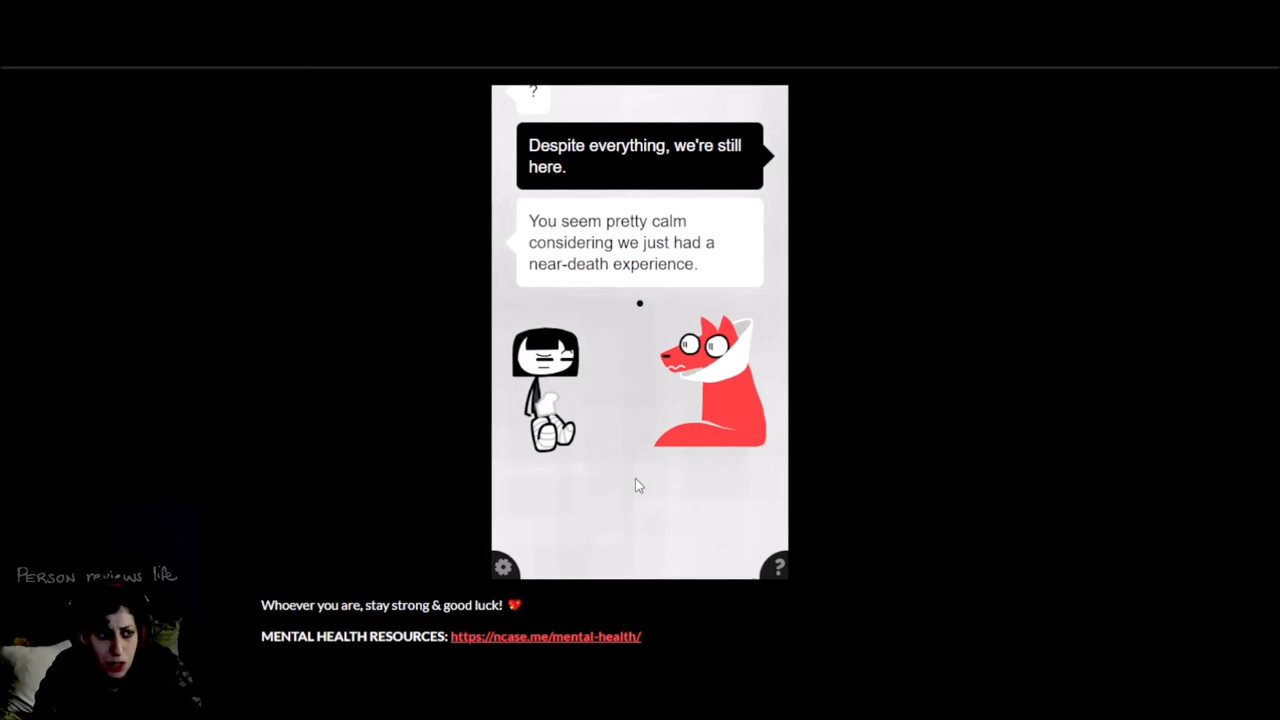 ?
Despite everything, we're still
here.
You seem pretty calm
considering we just had a
near-death experience.
?
PERSON reviews life
Whoever you are, stay strong & good luck! 💖
MENTAL HEALTH RESOURCES: https://ncase.me/mental-health/